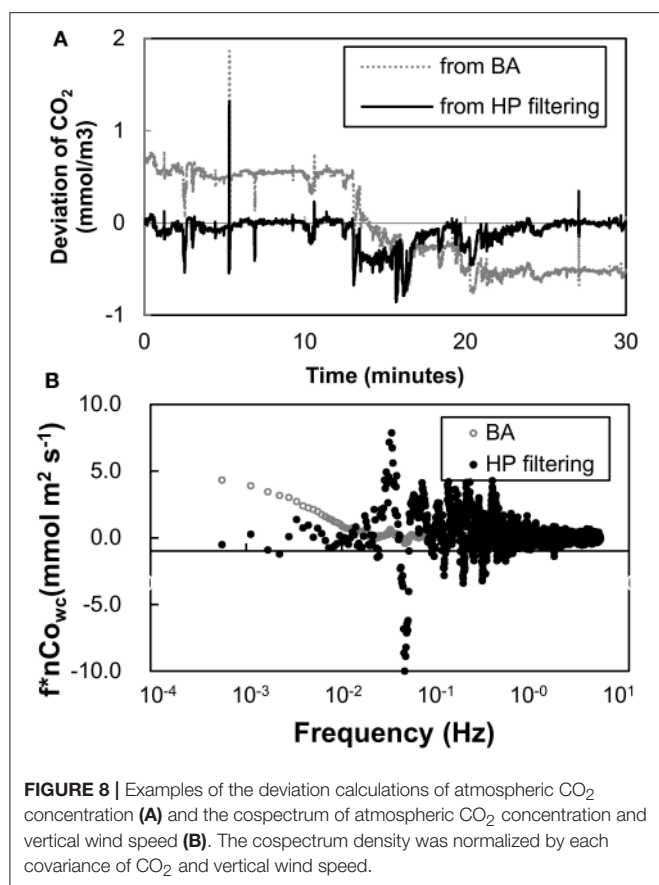 A
2
1
0
-1
Deviation of CO₂
(mmol/m3)
from BA
from HP filtering
0
10
20
30
Time (minutes)
B
10.0
5.0
0.0
-5.0
-10.0
f*nCo_wc(mmol m² s⁻¹)
BA
HP filtering
10⁻⁴
10⁻³
10⁻²
10⁻¹
10⁻⁰
10¹
Frequency (Hz)
FIGURE 8 | Examples of the deviation calculations of atmospheric CO₂
concentration (A) and the cospectrum of atmospheric CO₂ concentration and
vertical wind speed (B). The cospectrum density was normalized by each
covariance of CO₂ and vertical wind speed.